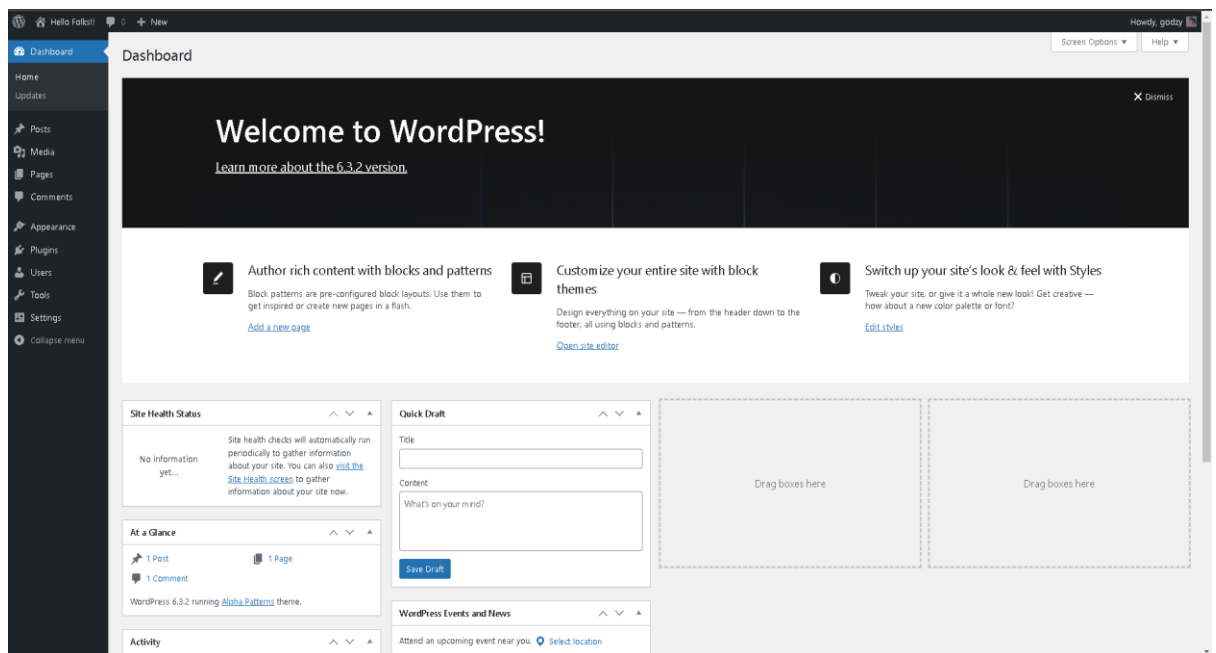 Hello Folks!! 0 + New
Howdy, godzy
Dashboard
Home
Updates
Posts
Media
Pages
Comments
Appearance
Plugins
Users
Tools
Settings
Collapse menu
Dashboard
Screen Options ▼
Help ▼
Dismiss
Welcome to WordPress!
Learn more about the 6.3.2 version.
Author rich content with blocks and patterns
Block patterns are pre-configured block layouts. Use them to
get inspired or create new pages in a flash.
Add a new page
Customize your entire site with block
themes
Design everything on your site — from the header down to the
footer, all using blocks and patterns.
Open site editor
Switch up your site's look & feel with Styles
Tweak your site, or give it a whole new look! Get creative —
how about a new color palette or font?
Edit styles
Site Health Status
No information
yet...
Site health checks will automatically run
periodically to gather information
about your site. You can also visit the
Site Health screen to gather
information about your site now.
At a Glance
1 Post
1 Page
1 Comment
WordPress 6.3.2 running Alpha Patterns theme.
Activity
Quick Draft
Title
Content
What's on your mind?
Save Draft
WordPress Events and News
Attend an upcoming event near you. Select location
Drag boxes here
Drag boxes here